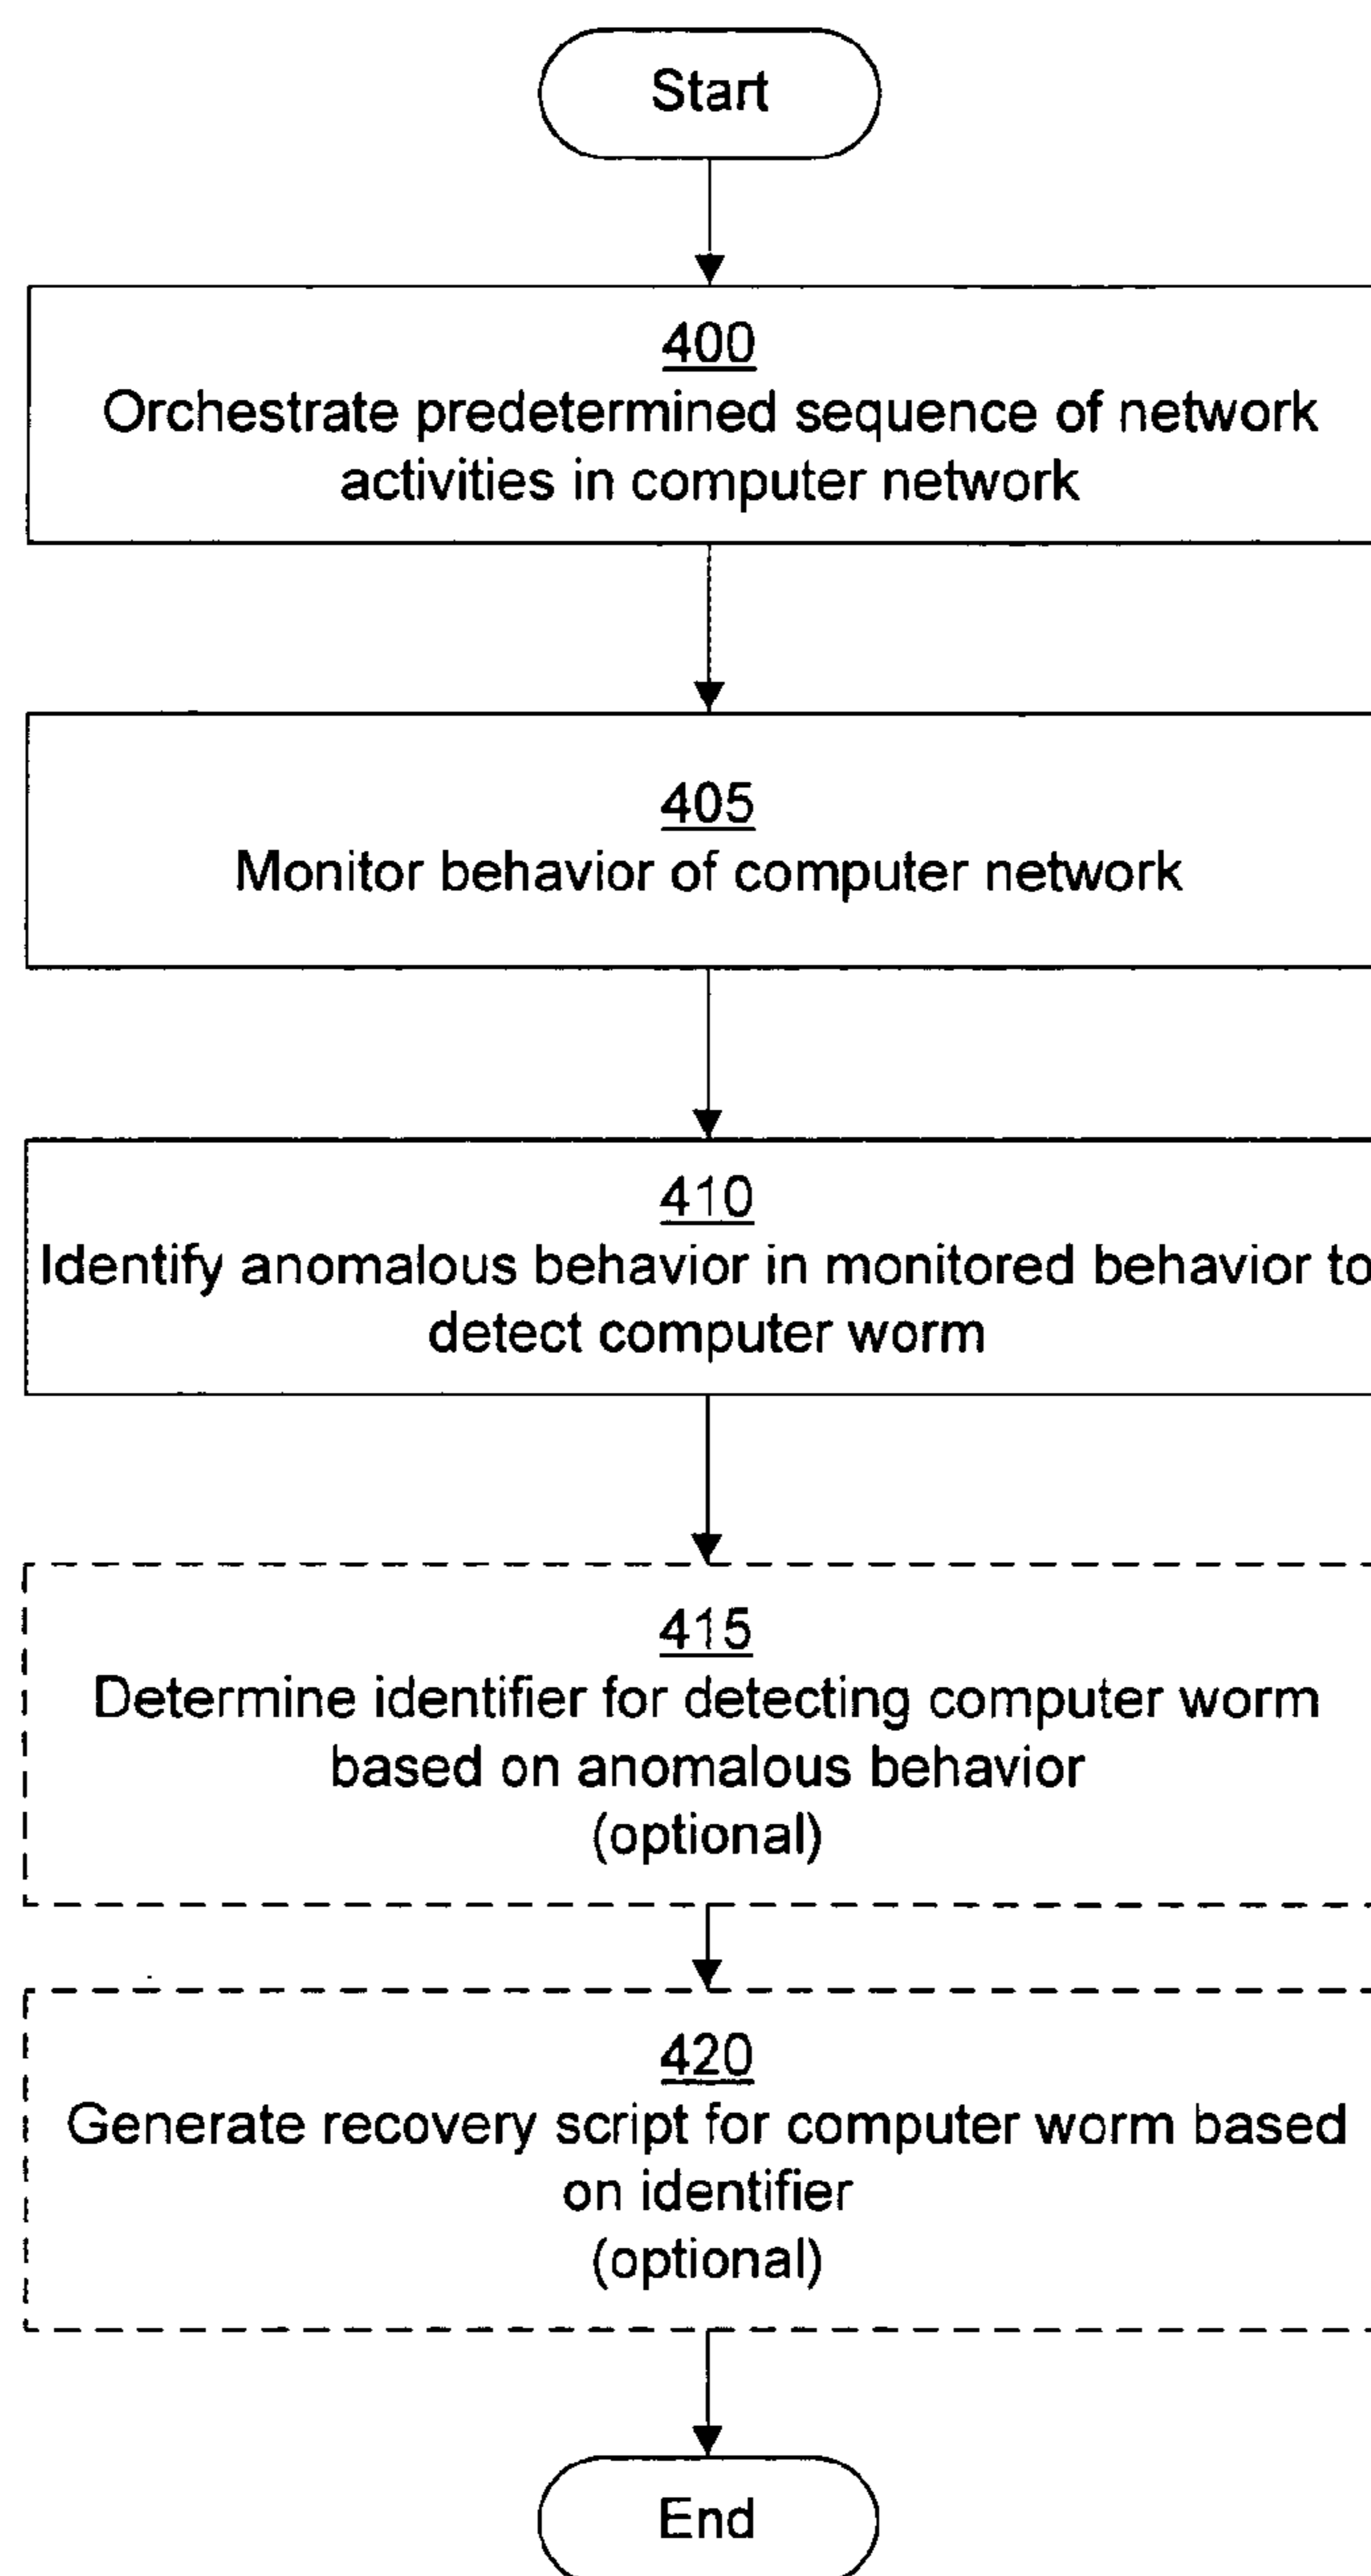 Start
400
Orchestrate predetermined sequence of network
activities in computer network
405
Monitor behavior of computer network
410
Identify anomalous behavior in monitored behavior to
detect computer worm
415
Determine identifier for detecting computer worm
based on anomalous behavior
(optional)
420
Generate recovery script for computer worm based
on identifier
(optional)
End